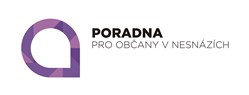 PORADNA
PRO OBČANY V NESNÁZÍCH